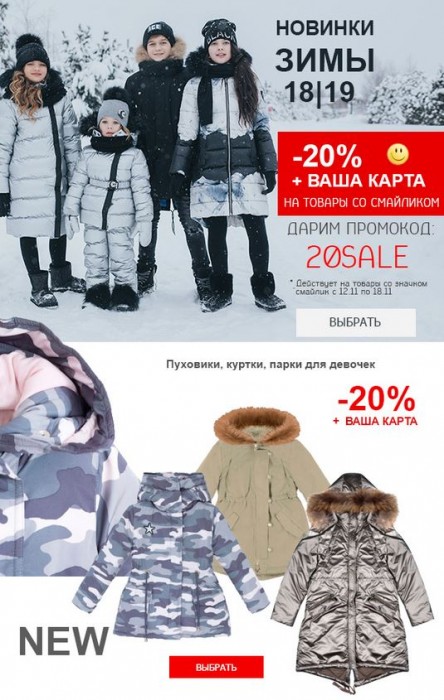 НОВИНКИ
ЗИМЫ
18|19
-20%
+ ВАША КАРТА
НА ТОВАРЫ СО СМАЙЛИКОМ
ДАРИМ ПРОМОКОД:
20SALE
* Действует на товары со значком
смайлик с 12.11 по 18.11
ВЫБРАТЬ
Пуховики, куртки, парки для девочек
-20%
+ ВАША КАРТА
NEW
ВЫБРАТЬ